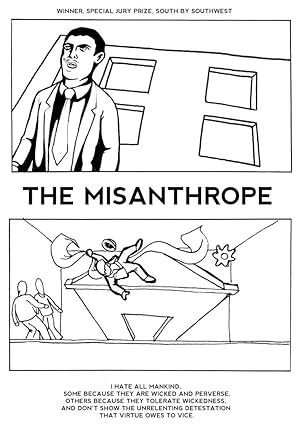 WINNER, SPECIAL JURY PRIZE, SOUTH BY SOUTHWEST
THE MISANTHROPE
I HATE ALL MANKIND,
SOME BECAUSE THEY ARE WICKED AND PERVERSE,
OTHERS BECAUSE THEY TOLERATE WICKEDNESS,
AND DON'T SHOW THE UNRELENTING DETESTATION
THAT VIRTUE OWES TO VICE.